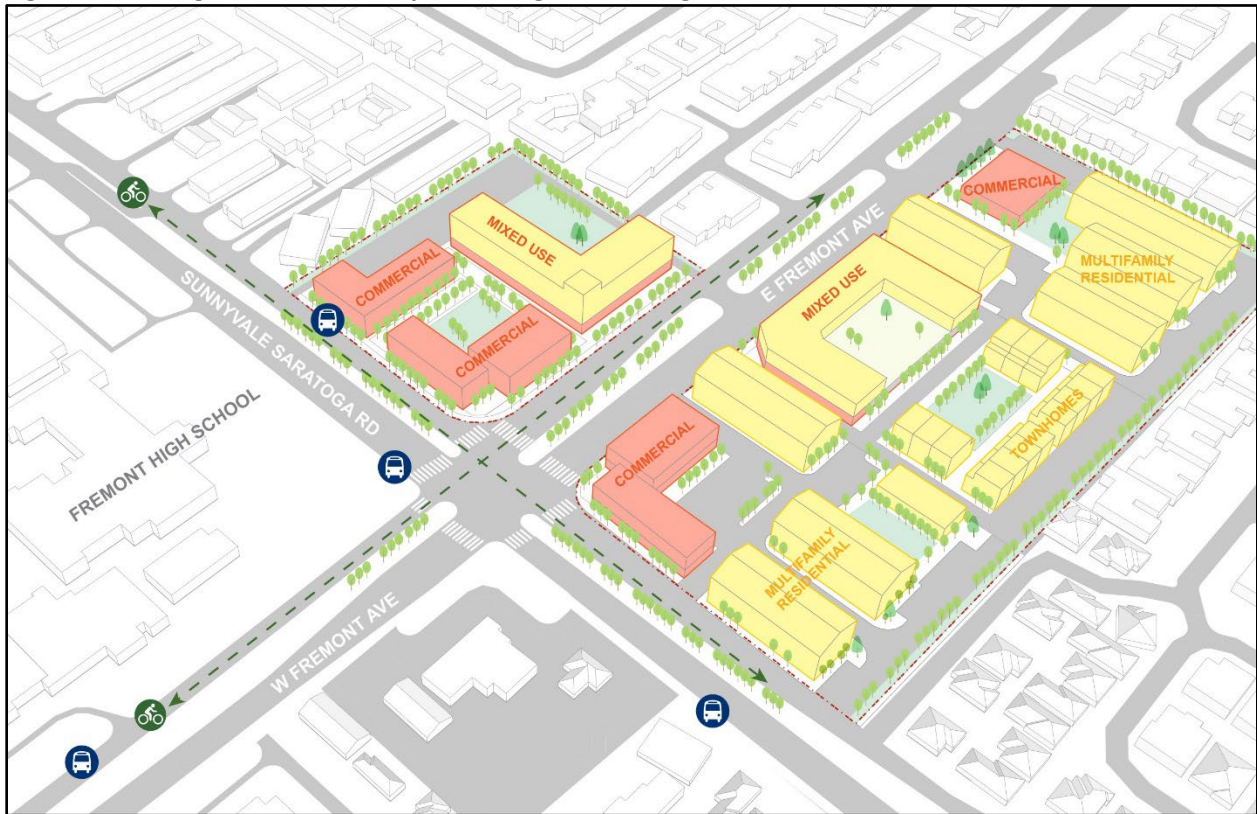 COMMERCIAL
MIXED USE
COMMERCIAL
COMMERCIAL
MULTIFAMILY
RESIDENTIAL
E FREMONT AVE
MIXED USE
SUNNYVALE SARATOGA RD
FREMONT HIGH SCHOOL
TOWNHOMES
COMMERCIAL
MULTIFAMILY
RESIDENTIAL
W FREMONT AVE